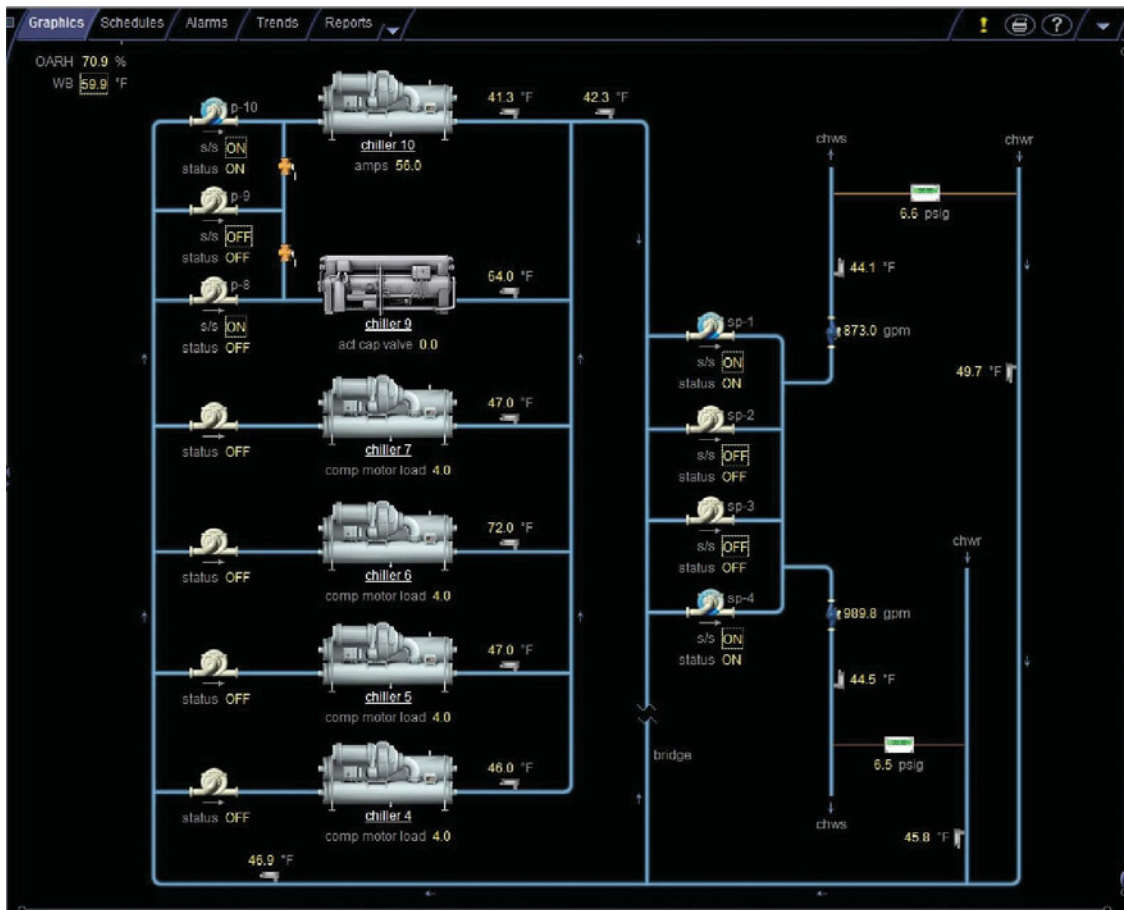 Graphics Schedules Alarms Trends Reports
OARH 70.9 %
WB 59.9 °F
p-10
s/s ON
status ON
chiller 10
amps 56.0
41.3 °F
42.3 °F
p-9
s/s OFF
status OFF
p-8
s/s ON
status OFF
chiller 9
act cap valve 0.0
64.0 °F
status OFF
chiller 7
comp motor load 4.0
47.0 °F
status OFF
chiller 6
comp motor load 4.0
72.0 °F
status OFF
chiller 5
comp motor load 4.0
47.0 °F
status OFF
chiller 4
comp motor load 4.0
46.0 °F
46.9 °F
sp-1
s/s ON
status ON
sp-2
s/s OFF
status OFF
sp-3
s/s OFF
status OFF
sp-4
s/s ON
status ON
bridge
chws
chwr
6.6 psig
44.1 °F
873.0 gpm
49.7 °F
chwr
989.8 gpm
44.5 °F
6.5 psig
chws
45.8 °F